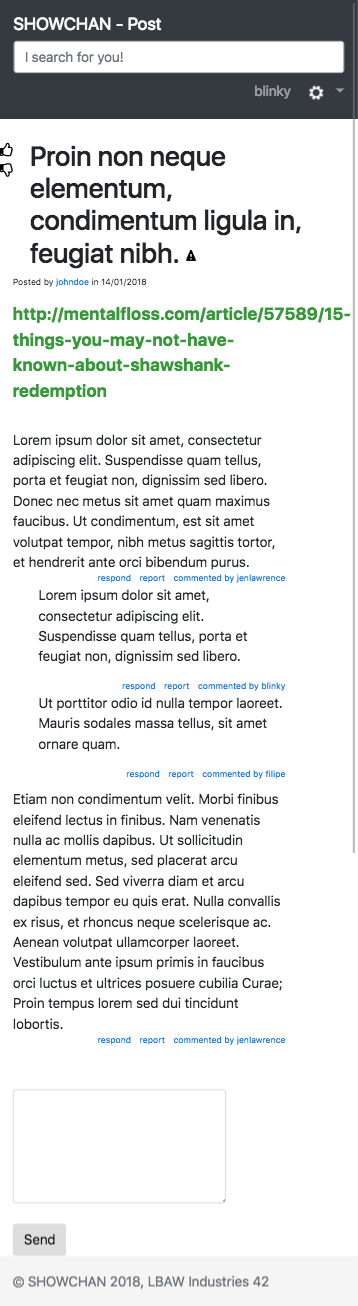 SHOWCHAN - Post
I search for you!
blinky
Proin non neque
elementum,
condimentum ligula in,
feugiat nibh.
Posted by johndoe in 14/01/2018
http://mentalfloss.com/article/57589/15-
things-you-may-not-have-
known-about-shawshank-
redemption
Lorem ipsum dolor sit amet, consectetur
adipiscing elit. Suspendisse quam tellus,
porta et feugiat non, dignissim sed libero.
Donec nec metus sit amet quam maximus
faucibus. Ut condimentum, est sit amet
volutpat tempor, nibh metus sagittis tortor,
et hendrerit ante orci bibendum purus.
respond report commented by jenlawrence
Lorem ipsum dolor sit amet,
consectetur adipiscing elit.
Suspendisse quam tellus, porta et
feugiat non, dignissim sed libero.
respond report commented by blinky
Ut porttitor odio id nulla tempor laoreet.
Mauris sodales massa tellus, sit amet
ornare quam.
respond report commented by filipe
Etiam non condimentum velit. Morbi finibus
eleifend lectus in finibus. Nam venenatis
nulla ac mollis dapibus. Ut sollicitudin
elementum metus, sed placerat arcu
eleifend sed. Sed viverra diam et arcu
dapibus tempor eu quis erat. Nulla convallis
ex risus, et rhoncus neque scelerisque ac.
Aenean volutpat ullamcorper laoreet.
Vestibulum ante ipsum primis in faucibus
orci luctus et ultrices posuere cubilia Curae;
Proin tempus lorem sed dui tincidunt
lobortis.
respond report commented by jenlawrence
Send
© SHOWCHAN 2018, LBAW Industries 42